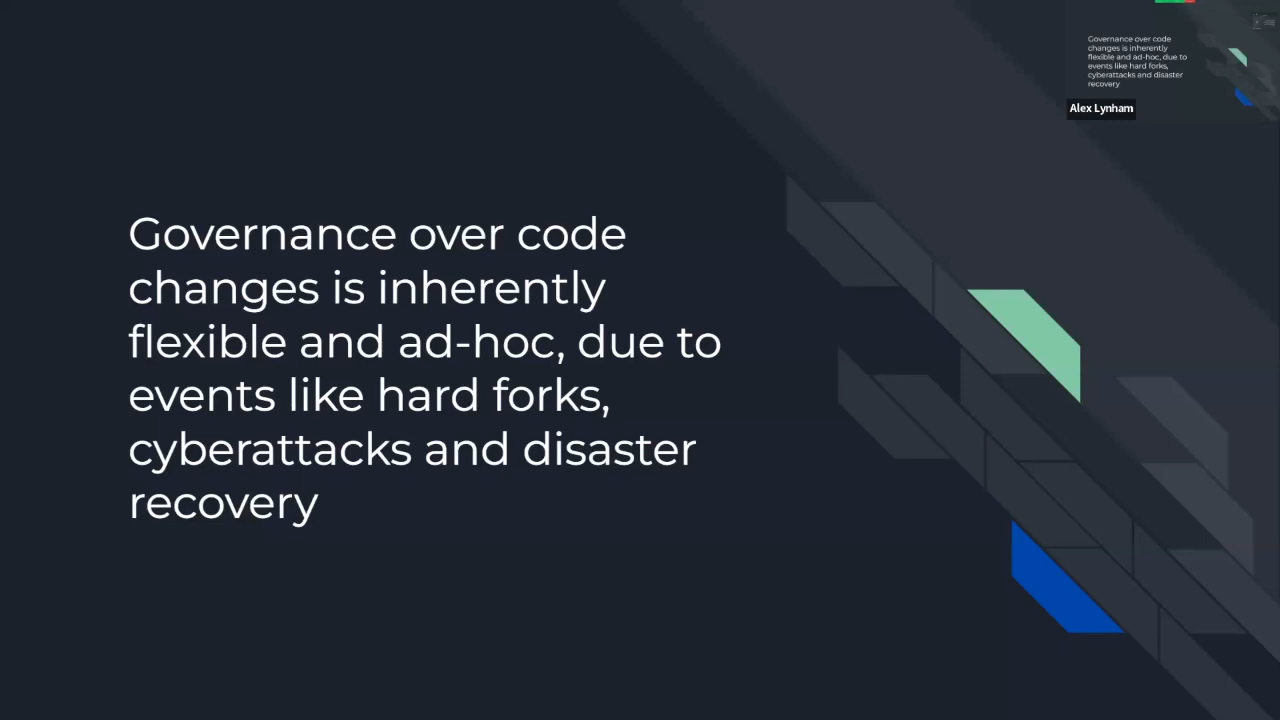 Governance over code
changes is inherently
flexible and ad-hoc, due to
events like hard forks,
cyberattacks and disaster
recovery
Governance over code
changes is inherently
flexible and ad-hoc, due to
events like hard forks,
cyberattacks and disaster
recovery
Alex Lynham